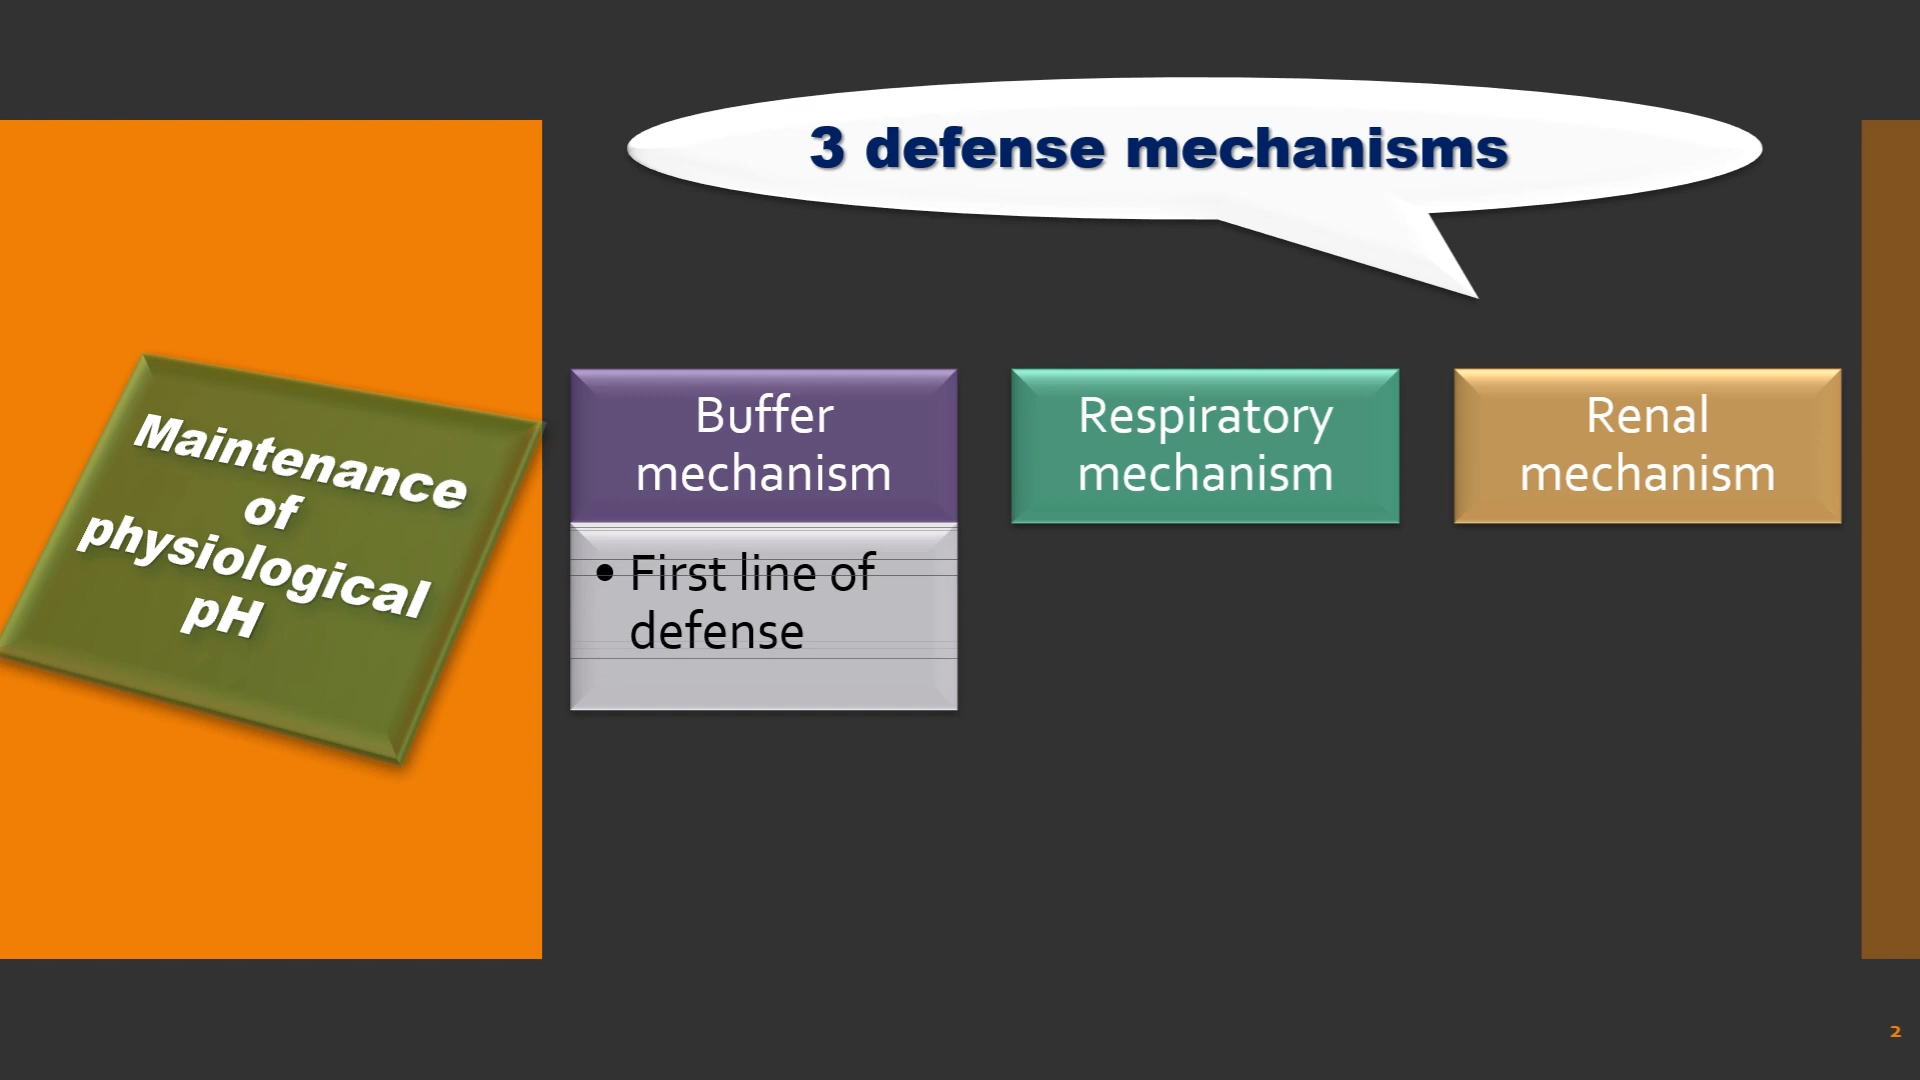 3 defense mechanisms
Maintenance
of
physiological
pH
Buffer
mechanism
• First line of
defense
Respiratory
mechanism
Renal
mechanism
2